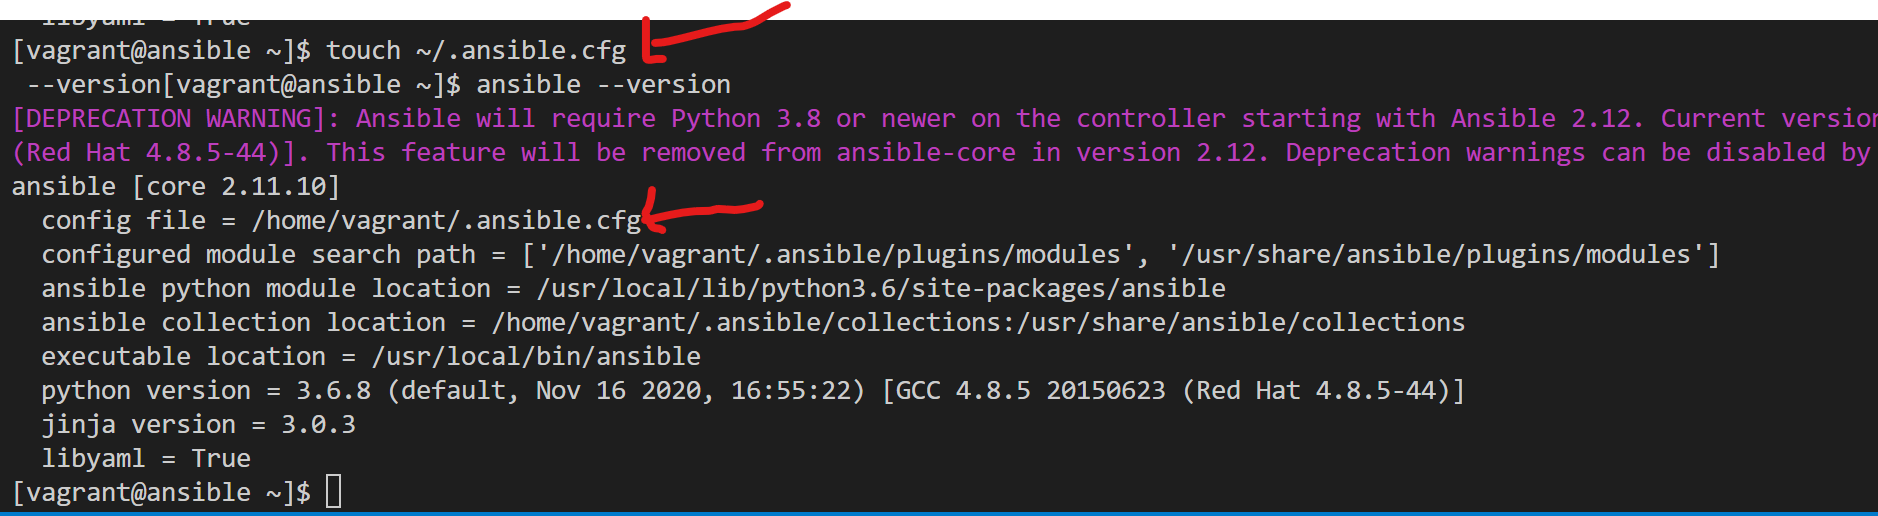 libyaml = True
[vagrant@ansible ~]$ touch ~/.ansible.cfg
 --version[vagrant@ansible ~]$ ansible --version
[DEPRECATION WARNING]: Ansible will require Python 3.8 or newer on the controller starting with Ansible 2.12. Current version
(Red Hat 4.8.5-44)]. This feature will be removed from ansible-core in version 2.12. Deprecation warnings can be disabled by
ansible [core 2.11.10]
  config file = /home/vagrant/.ansible.cfg
  configured module search path = ['/home/vagrant/.ansible/plugins/modules', '/usr/share/ansible/plugins/modules']
  ansible python module location = /usr/local/lib/python3.6/site-packages/ansible
  ansible collection location = /home/vagrant/.ansible/collections:/usr/share/ansible/collections
  executable location = /usr/local/bin/ansible
  python version = 3.6.8 (default, Nov 16 2020, 16:55:22) [GCC 4.8.5 20150623 (Red Hat 4.8.5-44)]
  jinja version = 3.0.3
  libyaml = True
[vagrant@ansible ~]$